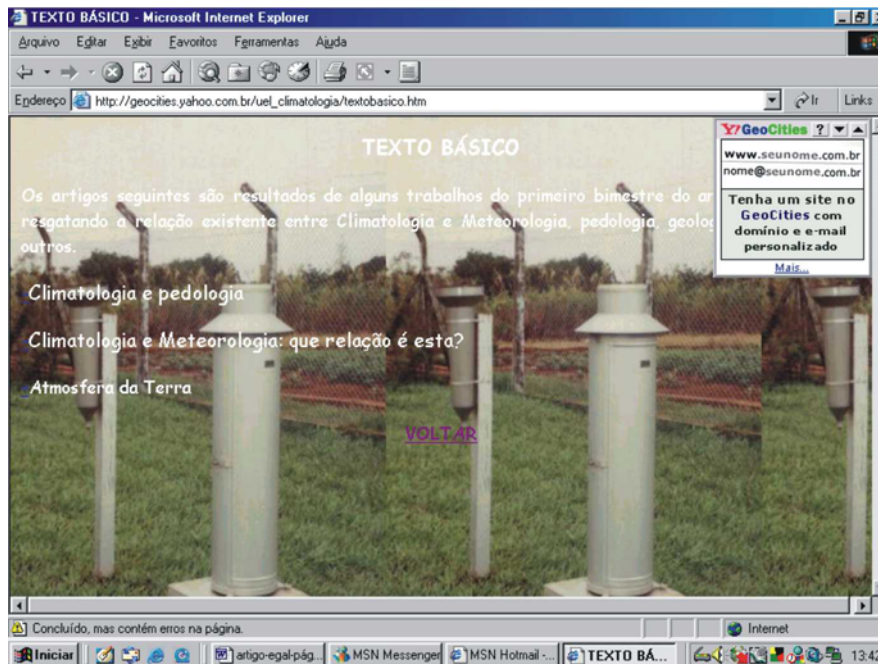 TEXTO BÁSICO - Microsoft Internet Explorer
Arquivo Editar Exibir Favoritos Ferramentas Ajuda
Endereço http://geocities.yahoo.com.br/uel_climatologia/textobasico.htm Ir Links
Y! GeoCities ?
www.seunome.com.br
nome@seunome.com.br
Tenha um site no
GeoCities com
domínio e e-mail
personalizado
Mais...
TEXTO BÁSICO
Os artigos seguintes são resultados de alguns trabalhos do primeiro bimestre do
resgatando a relação existente entre Climatologia e Meteorologia, pedologia,
outros.
Climatologia e pedologia
Climatologia e Meteorologia: que relação é esta?
Atmosfera da Terra
VOLTAR
Concluído, mas contém erros na página. Internet
Iniciar artigo-egal-pág... MSN Messenger MSN Hotmail -... TEXTO BÁ... 13:42